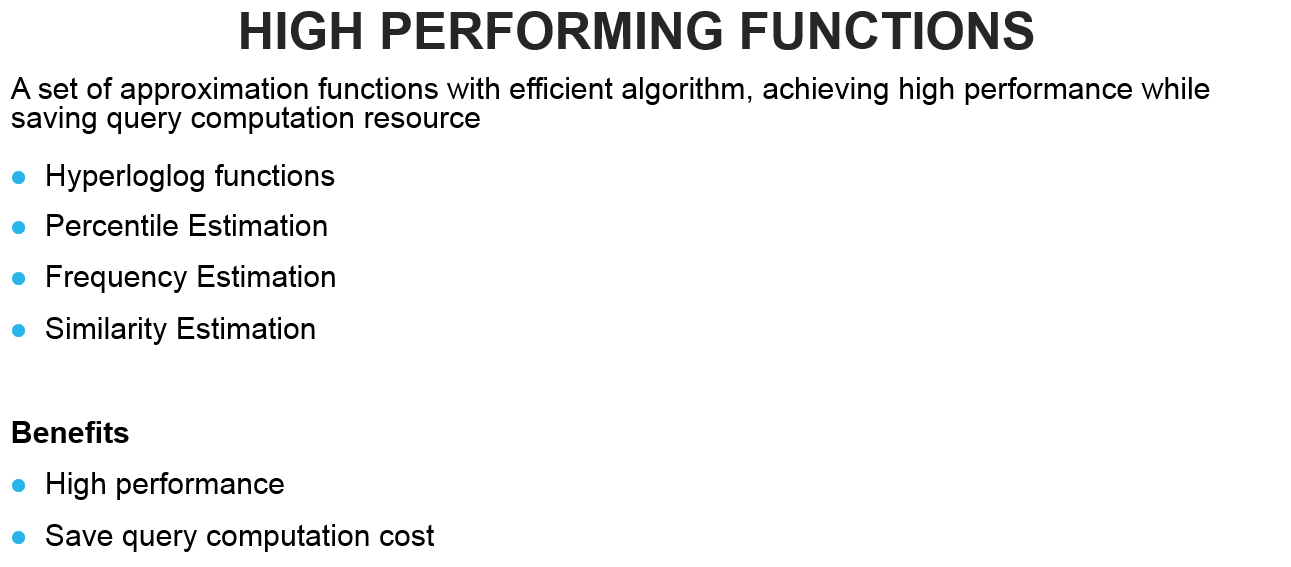 HIGH PERFORMING FUNCTIONS
A set of approximation functions with efficient algorithm, achieving high performance while
saving query computation resource
● Hyperloglog functions
● Percentile Estimation
● Frequency Estimation
● Similarity Estimation
Benefits
● High performance
● Save query computation cost